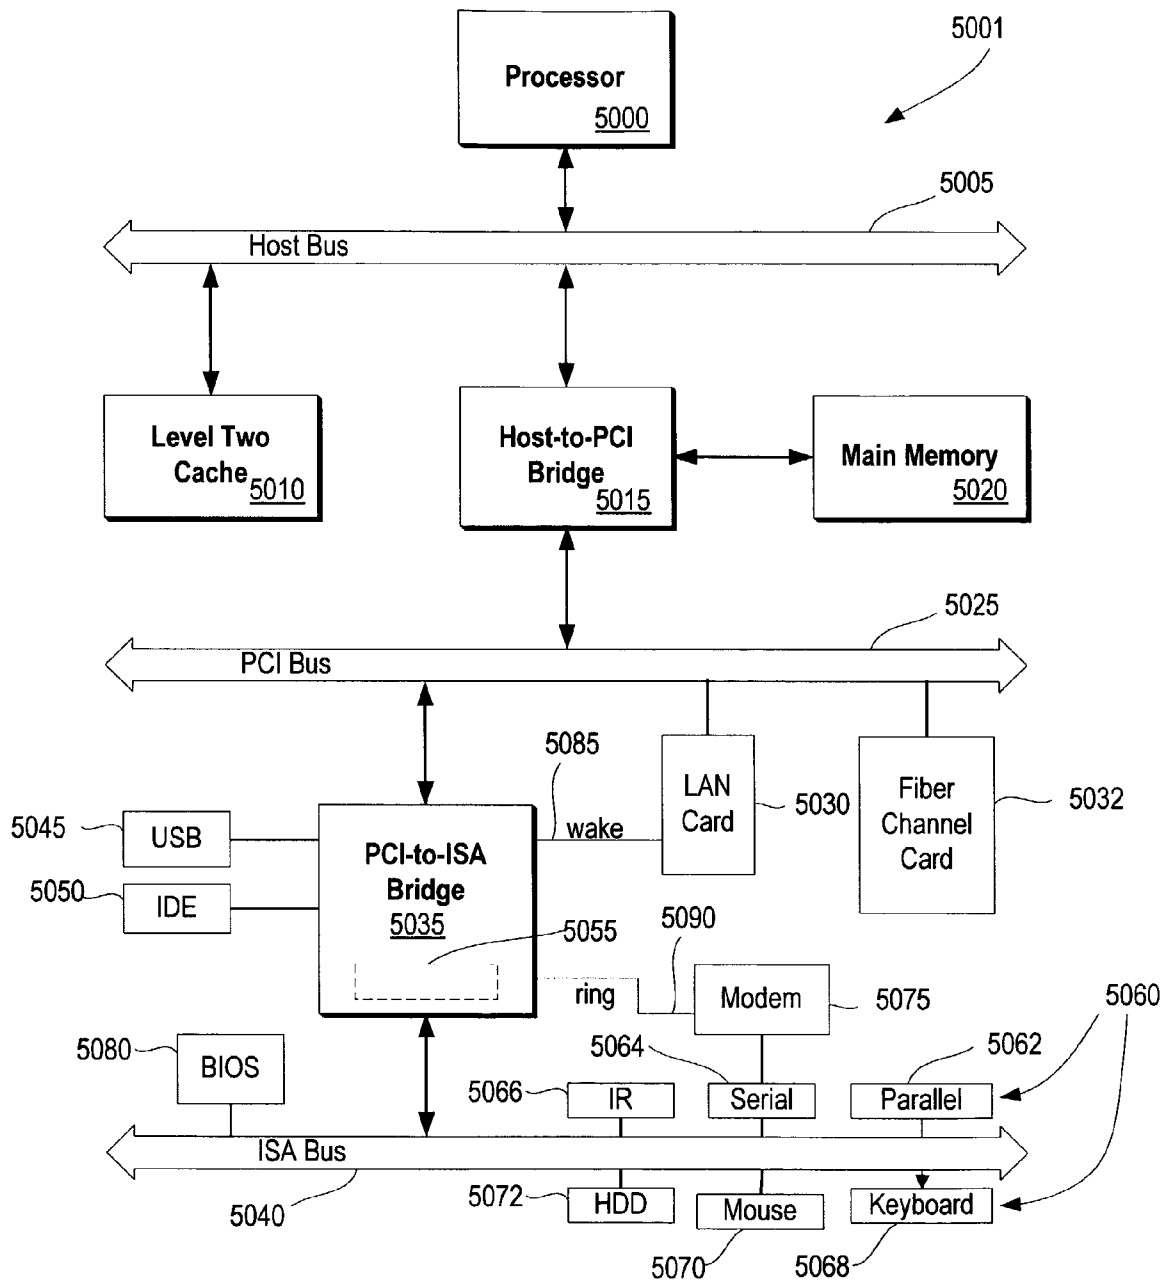 5001
Processor
5000
5005
Host Bus
Level Two
Cache
5010
Host-to-PCI
Bridge
5015
Main Memory
5020
5025
PCI Bus
5085
wake
LAN
Card
5030
Fiber
Channel
Card
5032
5045
USB
5050
IDE
PCI-to-ISA
Bridge
5035
5055
5090
ring
Modem
5075
5060
5080
BIOS
5064
5062
5066
IR
Serial
Parallel
ISA Bus
5040
5072
HDD
Mouse
5070
Keyboard
5068